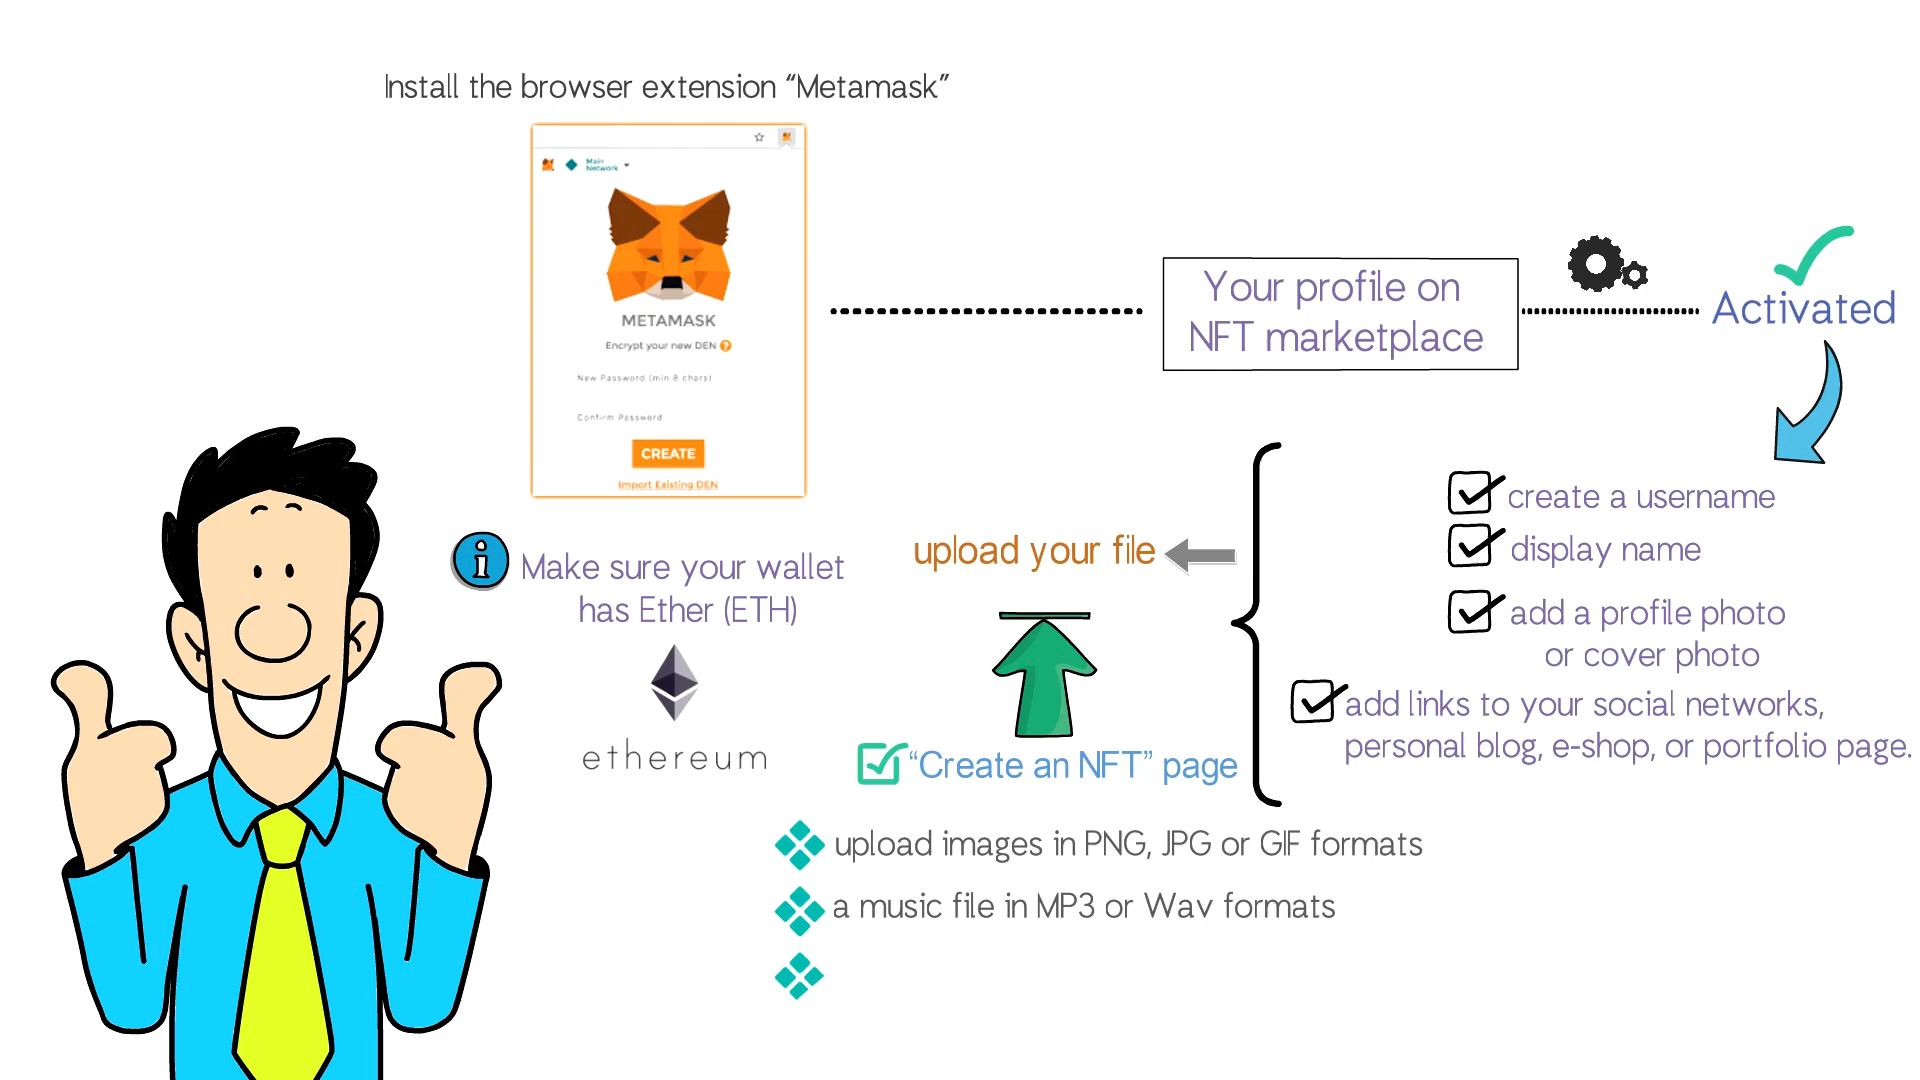 Install the browser extension “Metamask”
Main
Network
METAMASK
Encrypt your new DEN ?
New Password (min 8 chars)
Confirm Password
CREATE
Import Existing DEN
Your profile on
NFT marketplace
Activated
i
Make sure your wallet
has Ether (ETH)
ethereum
upload your file
“Create an NFT” page
create a username
display name
add a profile photo
or cover photo
add links to your social networks,
personal blog, e-shop, or portfolio page.
upload images in PNG, JPG or GIF formats
a music file in MP3 or Wav formats